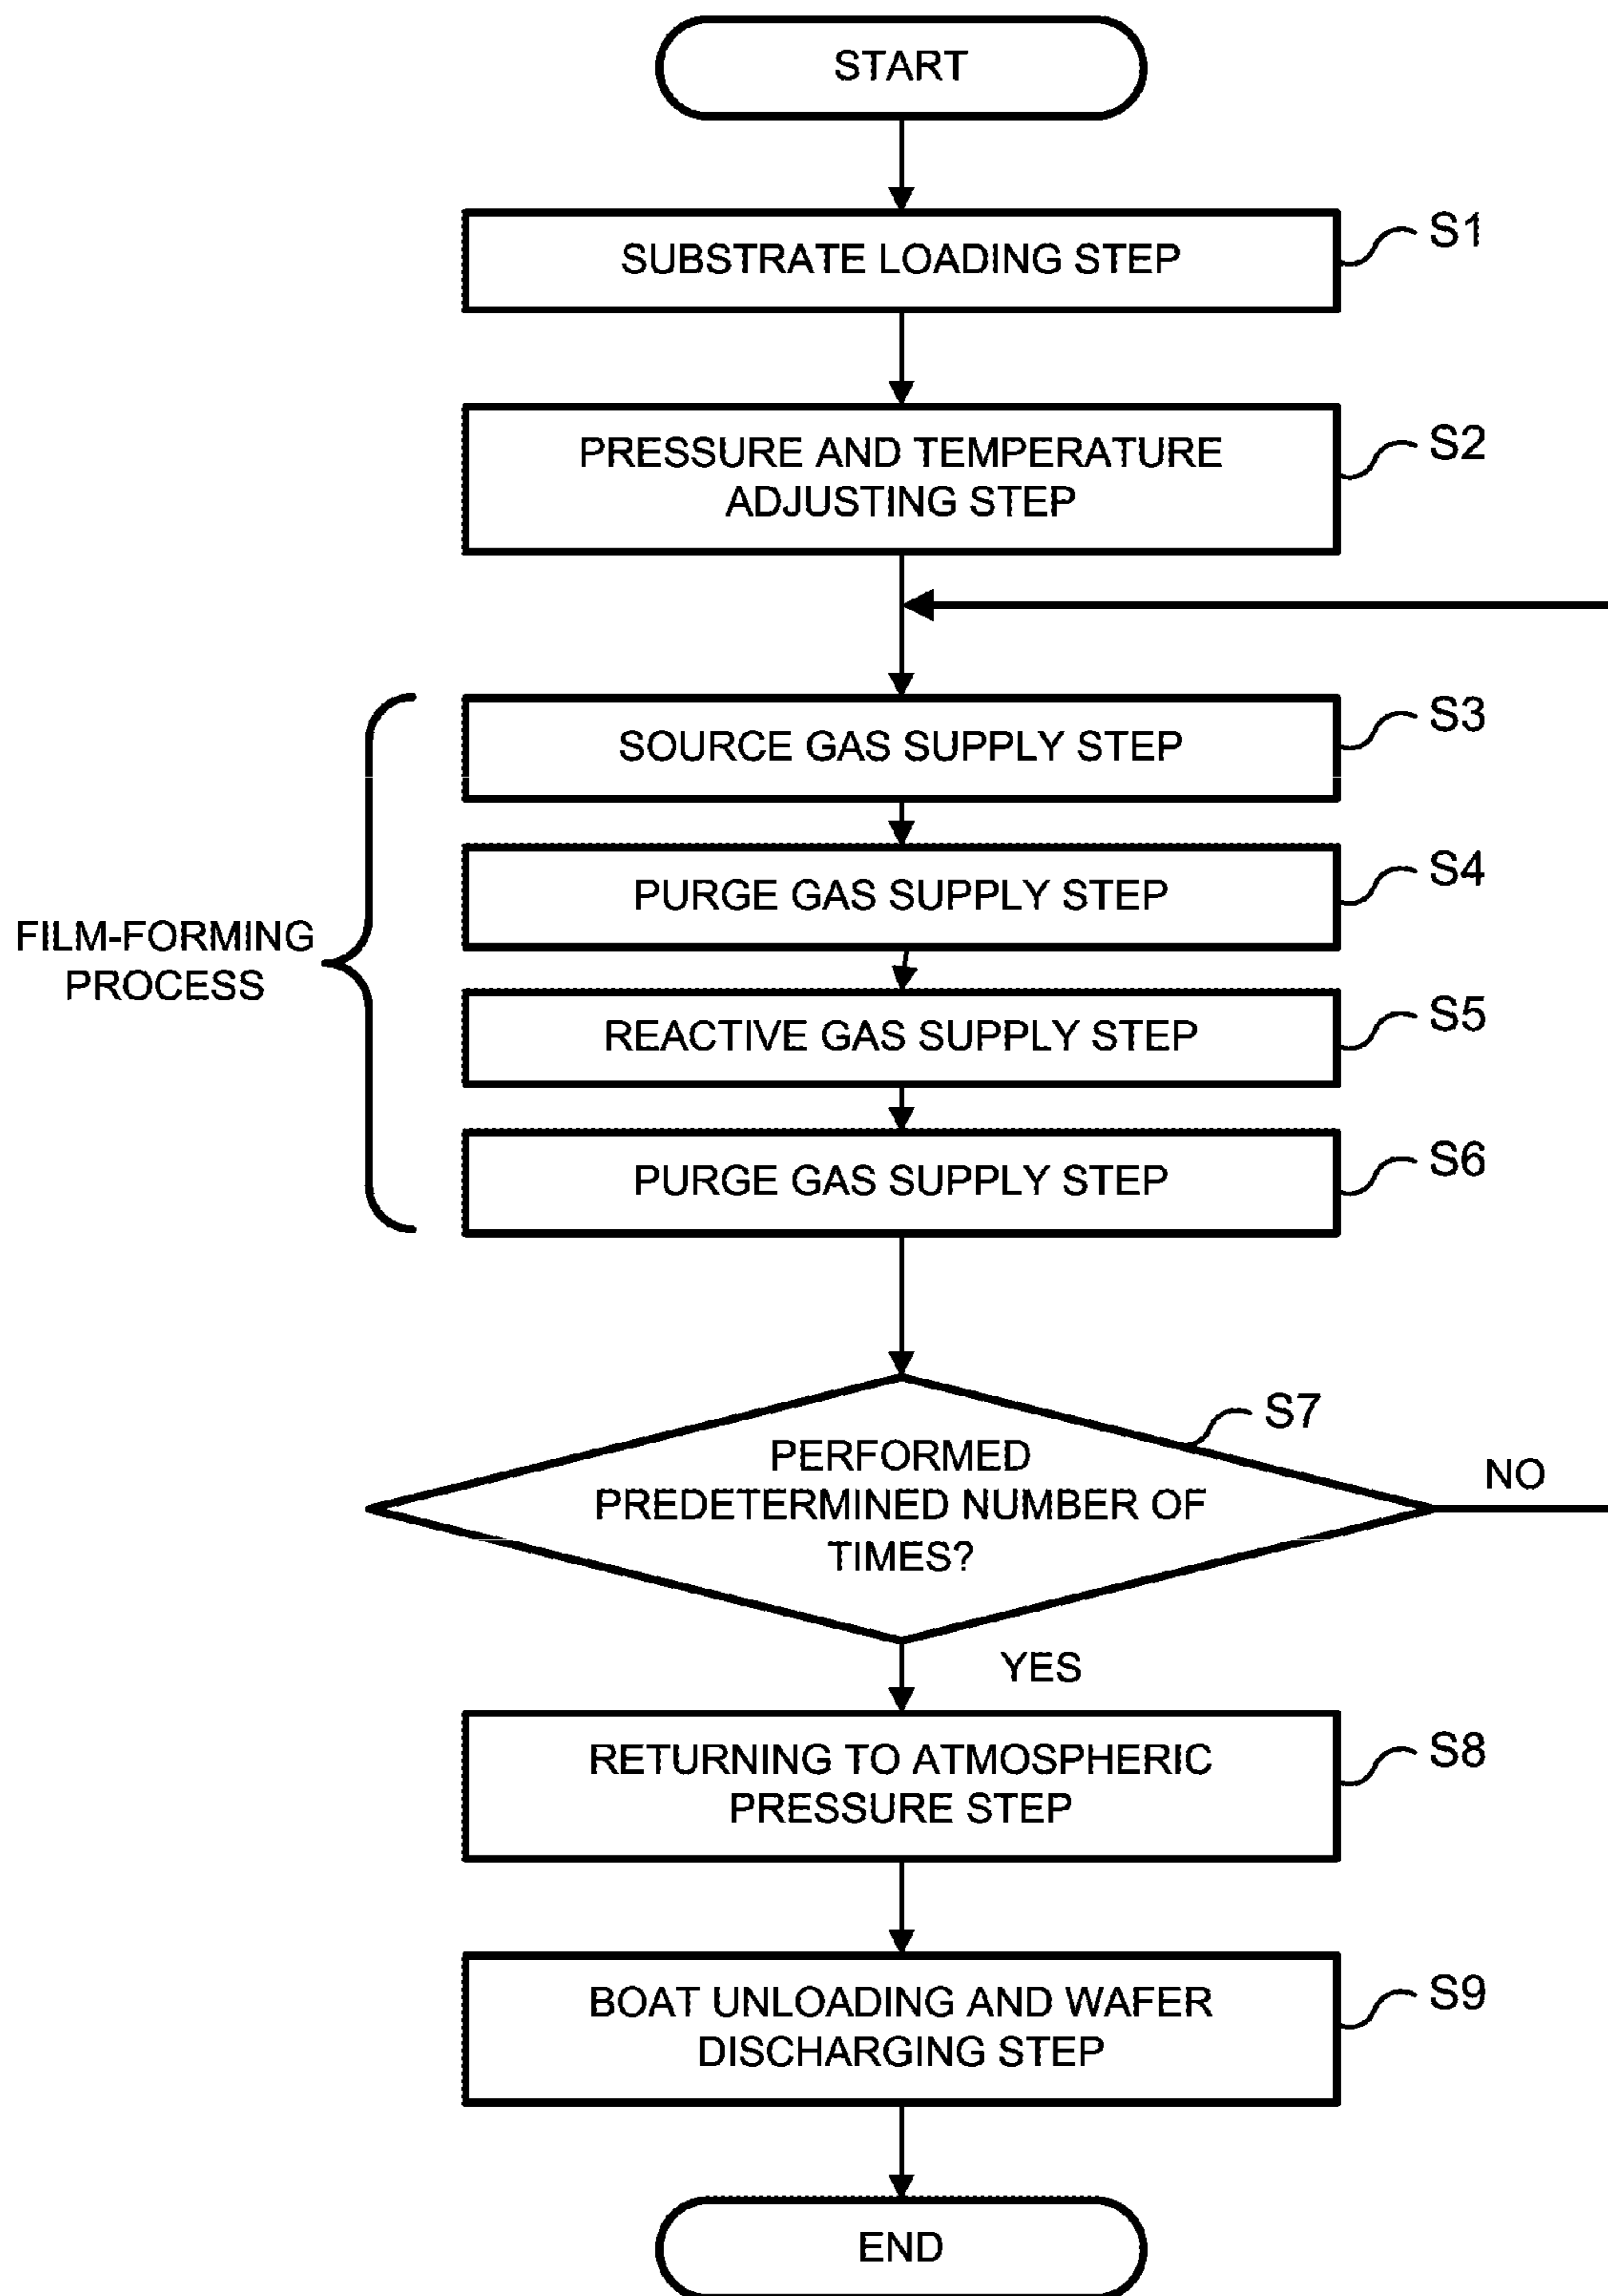 START
SUBSTRATE LOADING STEP
S1
PRESSURE AND TEMPERATURE
ADJUSTING STEP
S2
SOURCE GAS SUPPLY STEP
S3
PURGE GAS SUPPLY STEP
S4
FILM-FORMING
PROCESS
REACTIVE GAS SUPPLY STEP
S5
PURGE GAS SUPPLY STEP
S6
S7
PERFORMED
PREDETERMINED NUMBER OF
TIMES?
NO
YES
RETURNING TO ATMOSPHERIC
PRESSURE STEP
S8
BOAT UNLOADING AND WAFER
DISCHARGING STEP
S9
END